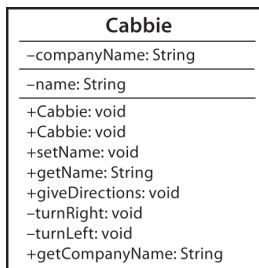 Cabbie
–companyName: String
–name: String
+Cabbie: void
+Cabbie: void
+setName: void
+getName: String
+giveDirections: void
–turnRight: void
–turnLeft: void
+getCompanyName: String